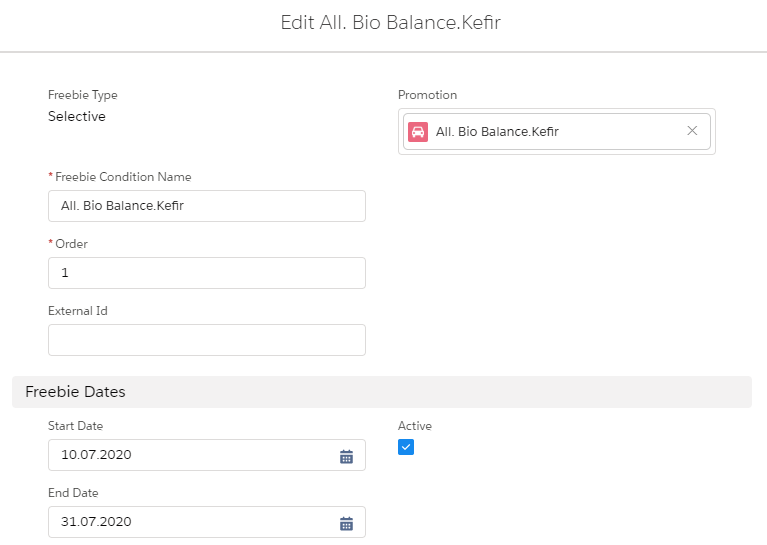 Edit All. Bio Balance.Kefir
Freebie Type
Selective
Promotion
All. Bio Balance.Kefir
* Freebie Condition Name
All. Bio Balance.Kefir
* Order
1
External Id
Freebie Dates
Start Date
10.07.2020
Active
End Date
31.07.2020